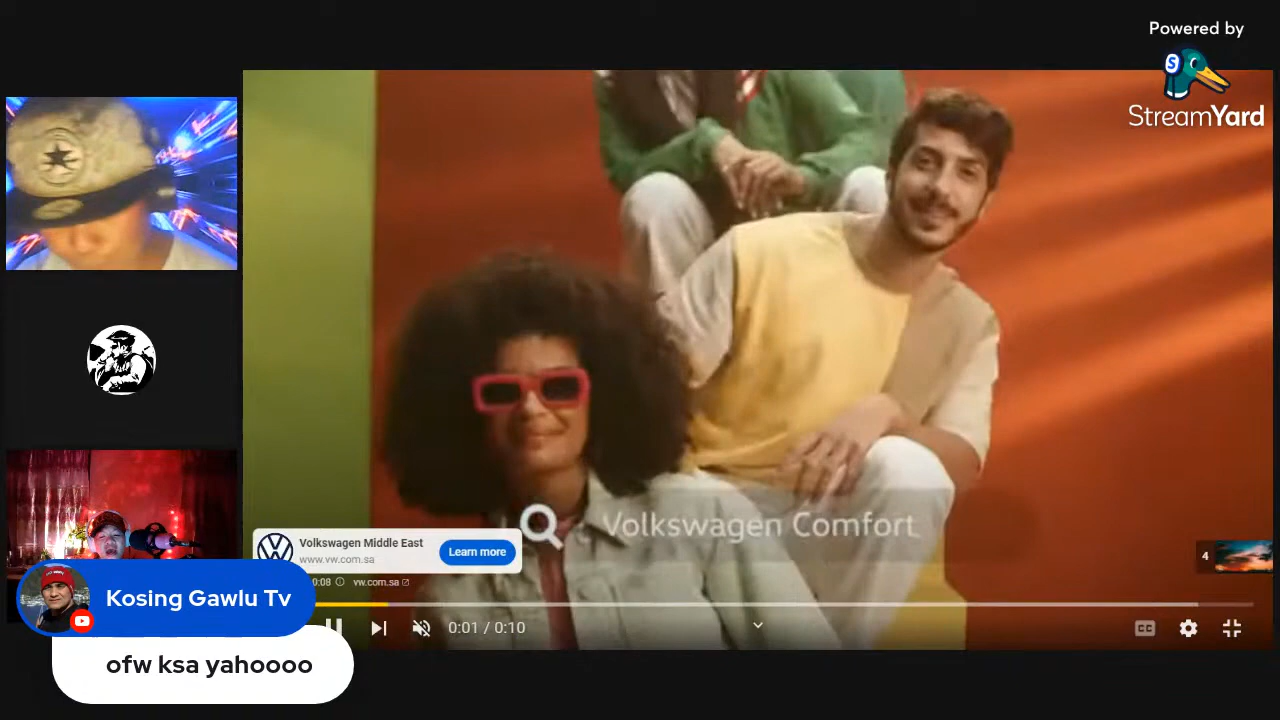 Powered by
StreamYard
Volkswagen Comfort
Volkswagen Middle East
www.vw.com.sa
Learn more
4
0:08
vw.com.sa
0:01 / 0:10
CC
Kosing Gawlu Tv
ofw ksa yahoooo